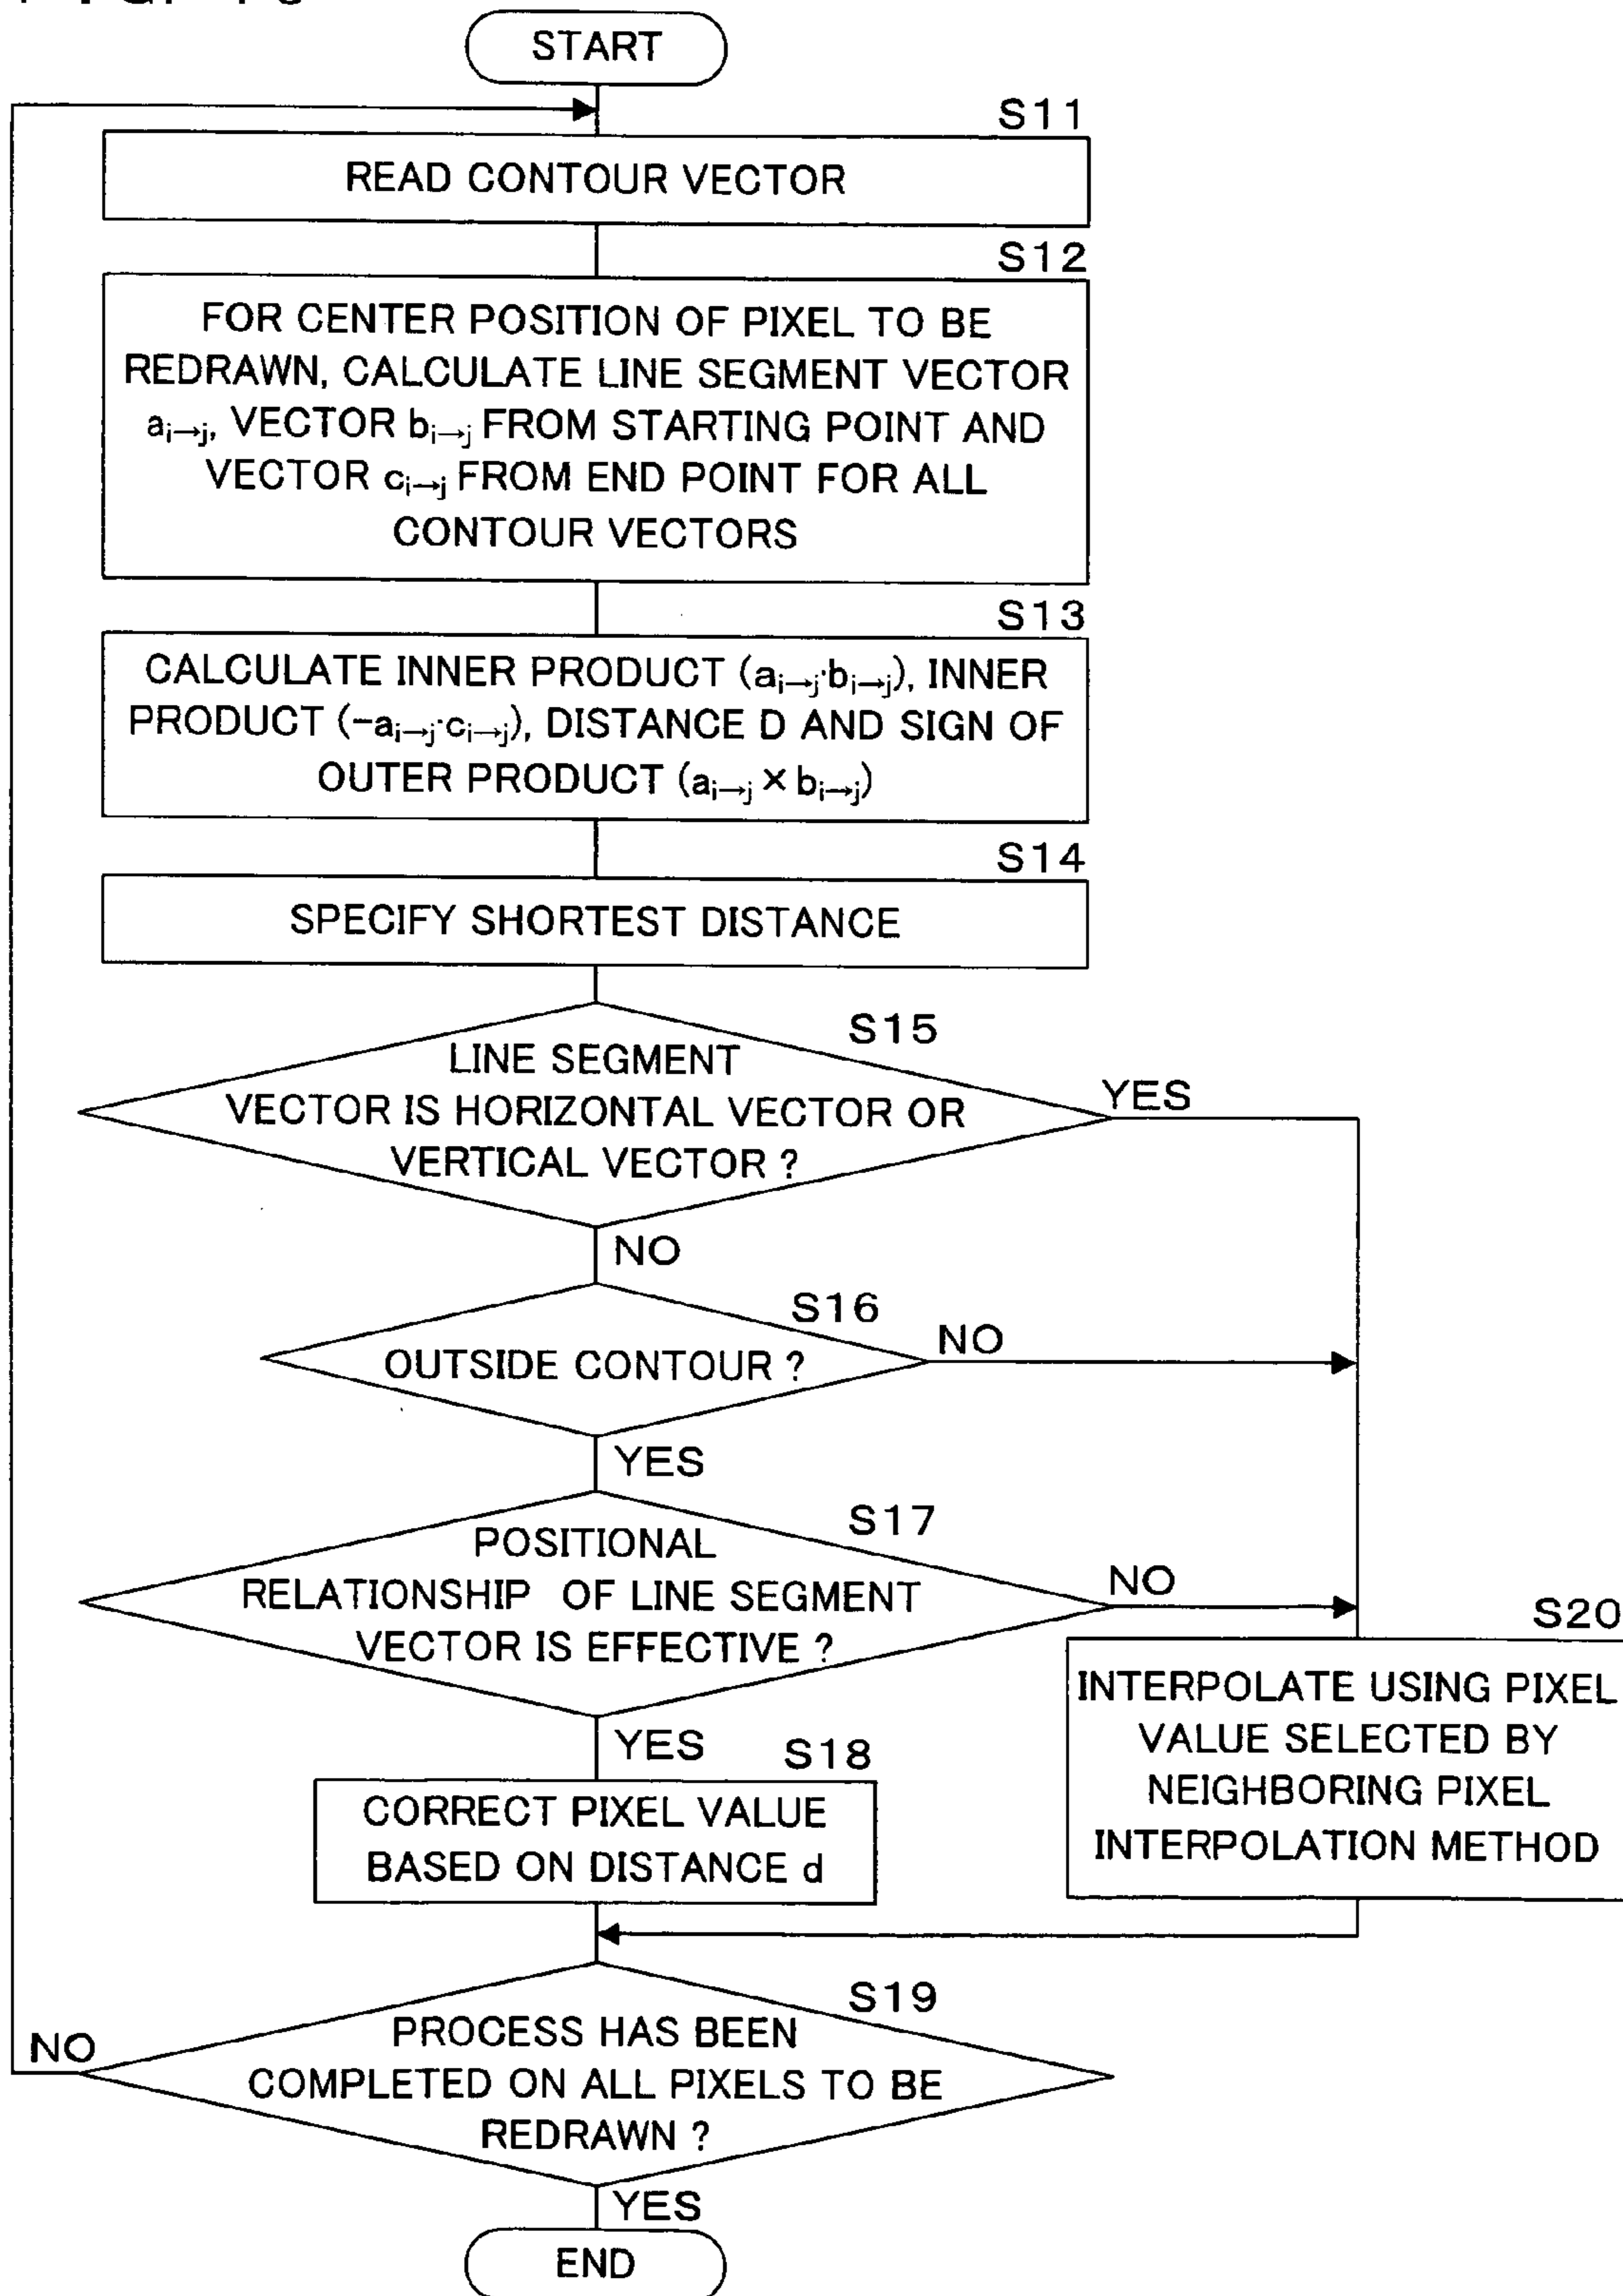 START
S11
READ CONTOUR VECTOR
S12
FOR CENTER POSITION OF PIXEL TO BE
REDRAWN, CALCULATE LINE SEGMENT VECTOR
ai→j, VECTOR bi→j FROM STARTING POINT AND
VECTOR ci→j FROM END POINT FOR ALL
CONTOUR VECTORS
S13
CALCULATE INNER PRODUCT (ai→j·bi→j), INNER
PRODUCT (-ai→j·ci→j), DISTANCE D AND SIGN OF
OUTER PRODUCT (ai→j × bi→j)
S14
SPECIFY SHORTEST DISTANCE
S15
LINE SEGMENT
VECTOR IS HORIZONTAL VECTOR OR
VERTICAL VECTOR ?
YES
NO
S16
OUTSIDE CONTOUR ?
NO
YES
S17
POSITIONAL
RELATIONSHIP OF LINE SEGMENT
VECTOR IS EFFECTIVE ?
NO
YES
S20
INTERPOLATE USING PIXEL
VALUE SELECTED BY
NEIGHBORING PIXEL
INTERPOLATION METHOD
S18
CORRECT PIXEL VALUE
BASED ON DISTANCE d
S19
PROCESS HAS BEEN
COMPLETED ON ALL PIXELS TO BE
REDRAWN ?
NO
YES
END